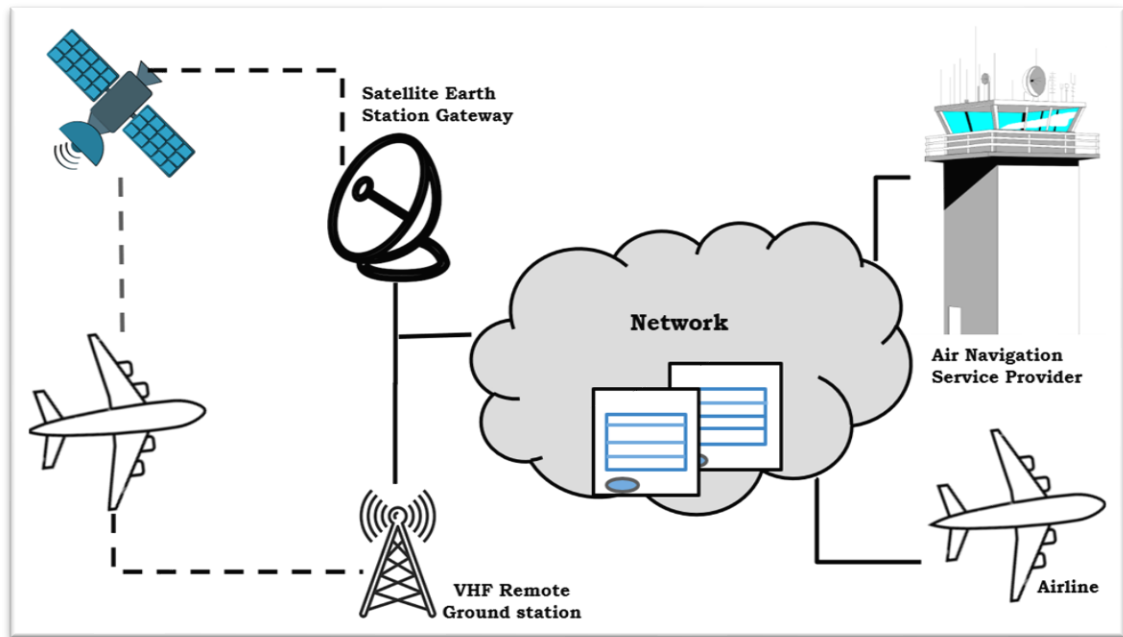 Satellite Earth
Station Gateway
Network
Air Navigation
Service Provider
VHF Remote
Ground station
Airline